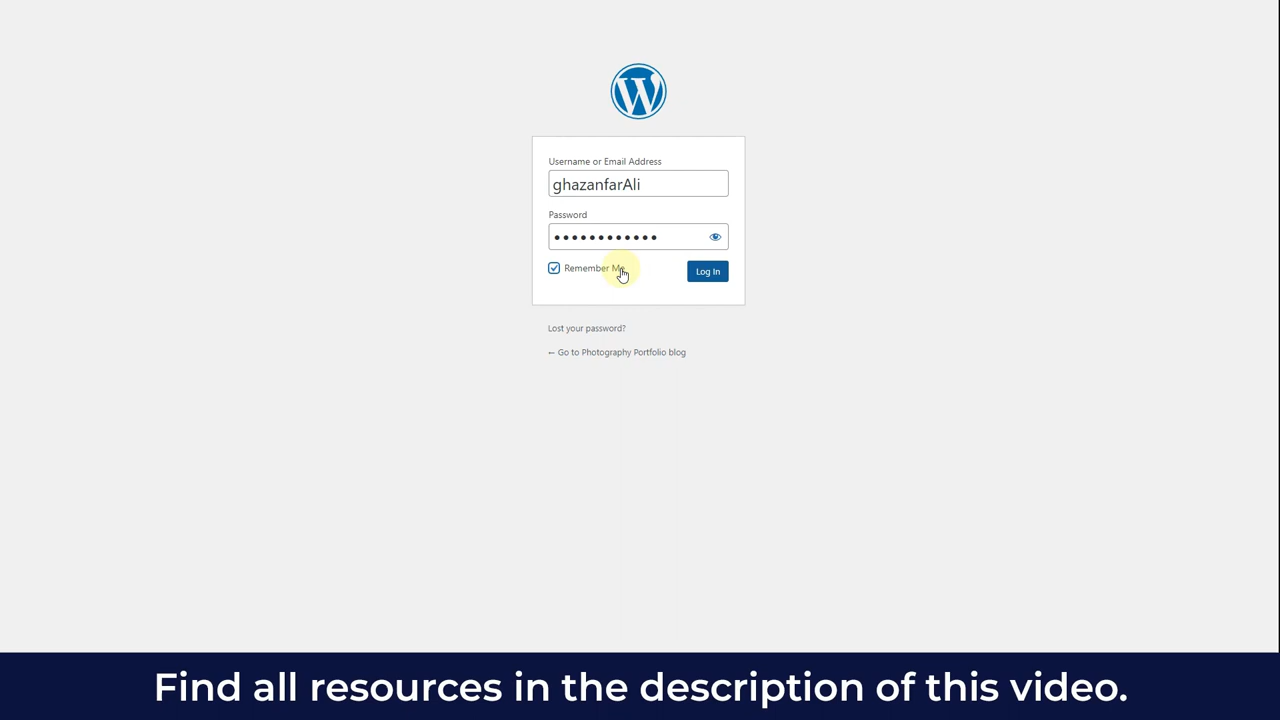 Username or Email Address
ghazanfarAli
Password
Remember Me
Log In
Lost your password?
← Go to Photography Portfolio blog
Find all resources in the description of this video.